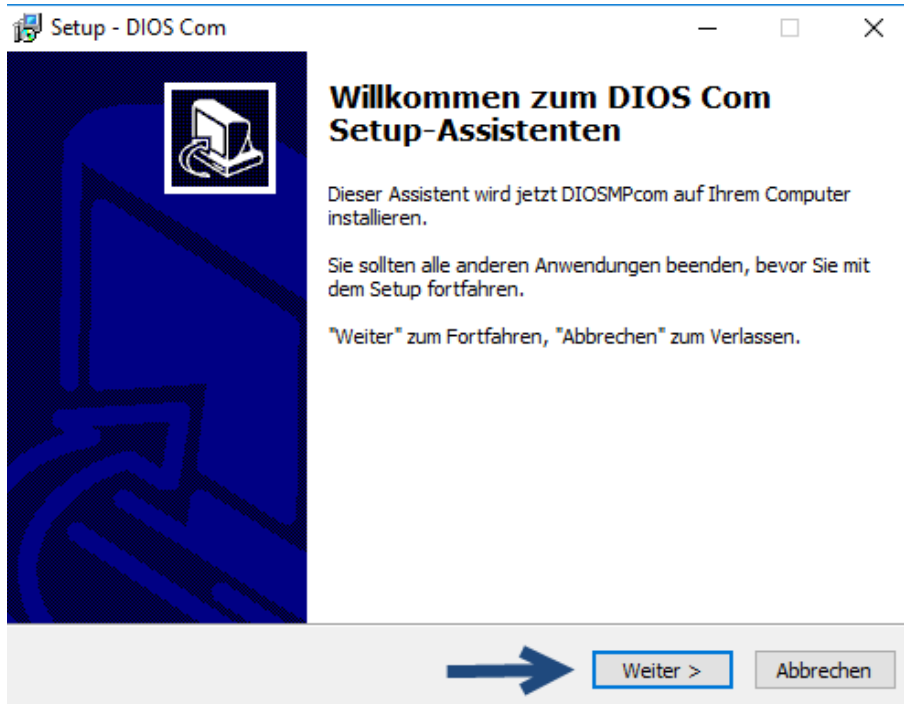 Setup - DIOS Com
Willkommen zum DIOS Com
Setup-Assistenten
Dieser Assistent wird jetzt DIOSMPcom auf Ihrem Computer
installieren.
Sie sollten alle anderen Anwendungen beenden, bevor Sie mit
dem Setup fortfahren.
"Weiter" zum Fortfahren, "Abbrechen" zum Verlassen.
Weiter >
Abbrechen